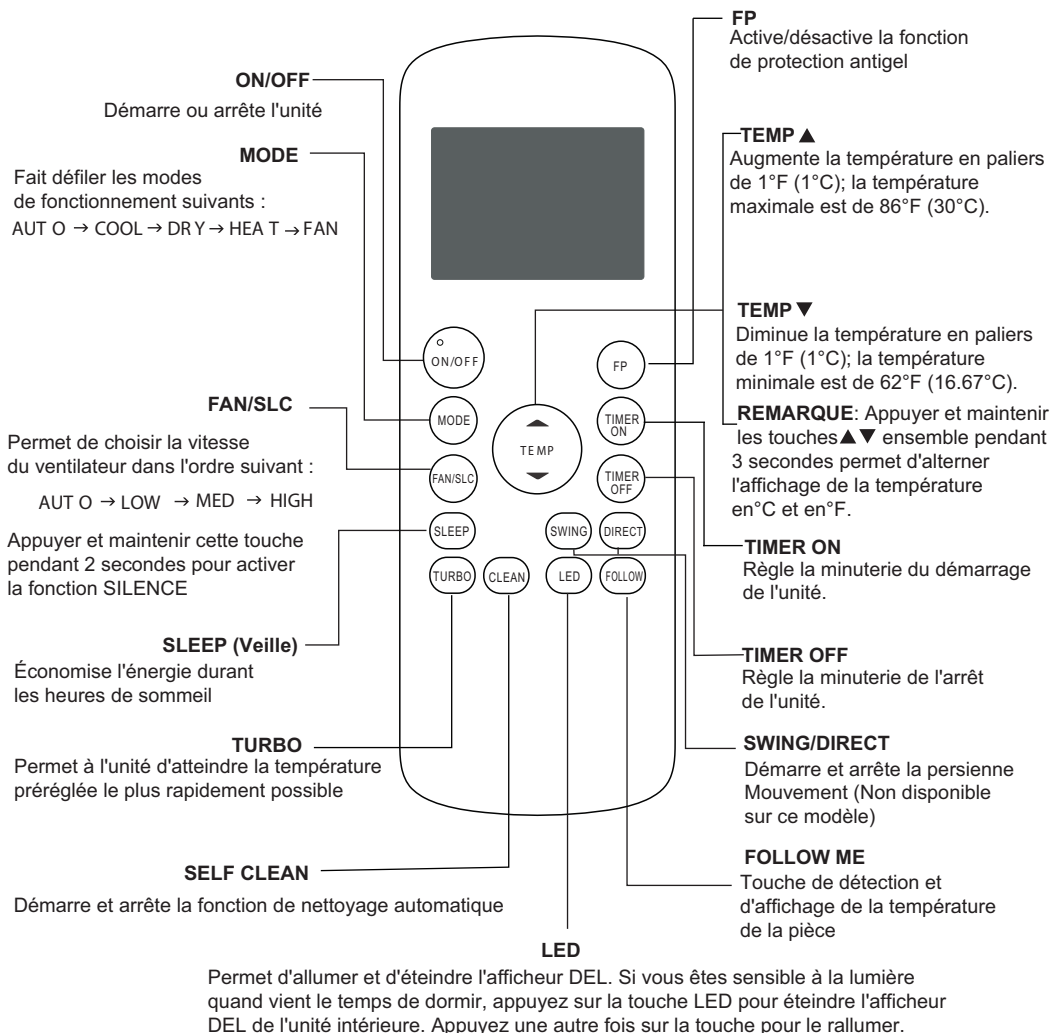 FP
Active/désactive la fonction
de protection antigel
ON/OFF
Démarre ou arrête l'unité
MODE
Fait défiler les modes
de fonctionnement suivants :
AUT O → COOL → DR Y → HEA T → FAN
TEMP ▲
Augmente la température en paliers
de 1°F (1°C); la température
maximale est de 86°F (30°C).
TEMP ▼
Diminue la température en paliers
de 1°F (1°C); la température
minimale est de 62°F (16.67°C).
REMARQUE: Appuyer et maintenir
les touches▲▼ ensemble pendant
3 secondes permet d'alterner
l'affichage de la température
en°C et en°F.
FAN/SLC
Permet de choisir la vitesse
du ventilateur dans l'ordre suivant :
AUT O → LOW → MED → HIGH
Appuyer et maintenir cette touche
pendant 2 secondes pour activer
la fonction SILENCE
ON/OFF
FP
MODE
TEMP
TIMER
ON
FAN/SLC
TIMER
OFF
SLEEP
SWING
DIRECT
TURBO
CLEAN
LED
FOLLOW
TIMER ON
Règle la minuterie du démarrage
de l'unité.
SLEEP (Veille)
Économise l'énergie durant
les heures de sommeil
TIMER OFF
Règle la minuterie de l'arrêt
de l'unité.
TURBO
Permet à l'unité d'atteindre la température
préréglée le plus rapidement possible
SWING/DIRECT
Démarre et arrête la persienne
Mouvement (Non disponible
sur ce modèle)
SELF CLEAN
Démarre et arrête la fonction de nettoyage automatique
FOLLOW ME
Touche de détection et
d'affichage de la température
de la pièce
LED
Permet d'allumer et d'éteindre l'afficheur DEL. Si vous êtes sensible à la lumière
quand vient le temps de dormir, appuyez sur la touche LED pour éteindre l'afficheur
DEL de l'unité intérieure. Appuyez une autre fois sur la touche pour le rallumer.